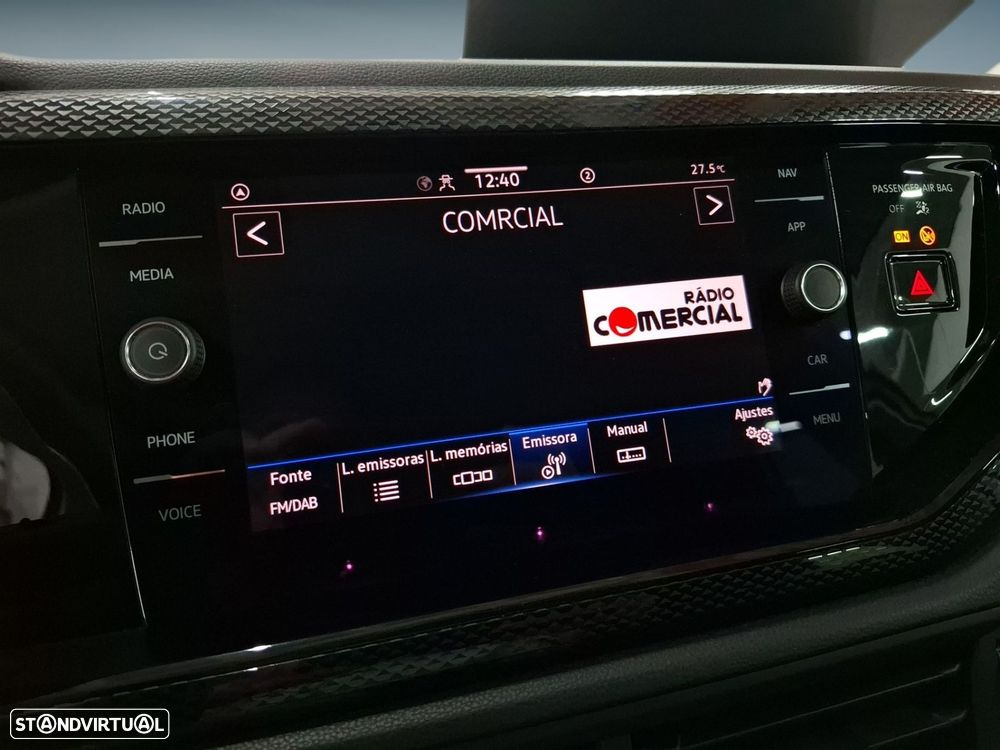 RADIO
MEDIA
PHONE
VOICE
12:40
2
27.5°C
<
COMRCIAL
>
RÁDIO
COMERCIAL
Fonte
FM/DAB
L. emissoras
L. memórias
Emissora
Manual
Ajustes
NAV
APP
CAR
MENU
PASSENGER AIR BAG
OFF
ON
STANDVIRTUAL